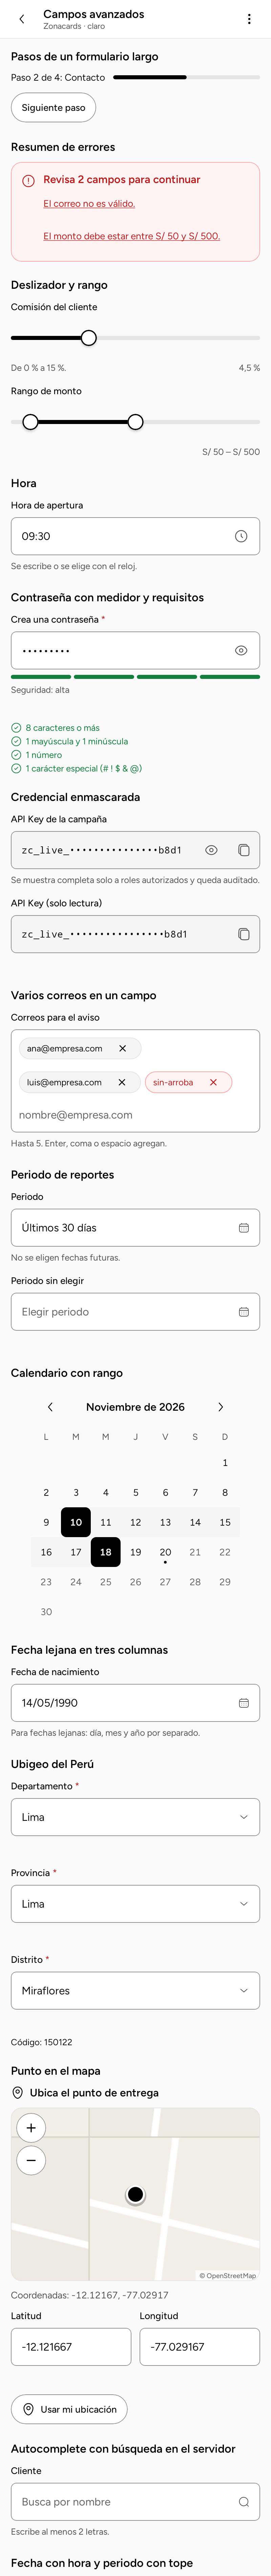 Campos avanzados
Zonacards · claro
Pasos de un formulario largo
Paso 2 de 4: Contacto
Siguiente paso
Resumen de errores
Revisa 2 campos para continuar
El correo no es válido.
El monto debe estar entre S/ 50 y S/ 500.
Deslizador y rango
Comisión del cliente
De 0 % a 15 %. 4,5 %
Rango de monto
S/ 50 – S/ 500
Hora
Hora de apertura
09:30
Se escribe o se elige con el reloj.
Contraseña con medidor y requisitos
Crea una contraseña *
•••••••••
Seguridad: alta
8 caracteres o más
1 mayúscula y 1 minúscula
1 número
1 carácter especial (# ! $ & @)
Credencial enmascarada
API Key de la campaña
zc_live_•••••••••••••••b8d1
Se muestra completa solo a roles autorizados y queda auditado.
API Key (solo lectura)
zc_live_••••••••••••••••b8d1
Varios correos en un campo
Correos para el aviso
ana@empresa.com
luis@empresa.com sin-arroba
nombre@empresa.com
Hasta 5. Enter, coma o espacio agregan.
Periodo de reportes
Periodo
Últimos 30 días
No se eligen fechas futuras.
Periodo sin elegir
Elegir periodo
Calendario con rango
Noviembre de 2026
L M M J V S D
1
2 3 4 5 6 7 8
9 10 11 12 13 14 15
16 17 18 19 20 21 22
23 24 25 26 27 28 29
30
Fecha lejana en tres columnas
Fecha de nacimiento
14/05/1990
Para fechas lejanas: día, mes y año por separado.
Ubigeo del Perú
Departamento *
Lima
Provincia *
Lima
Distrito *
Miraflores
Código: 150122
Punto en el mapa
Ubica el punto de entrega
+
−
© OpenStreetMap
Coordenadas: -12.12167, -77.02917
Latitud Longitud
-12.121667 -77.029167
Usar mi ubicación
Autocomplete con búsqueda en el servidor
Cliente
Busca por nombre
Escribe al menos 2 letras.
Fecha con hora y periodo con tope